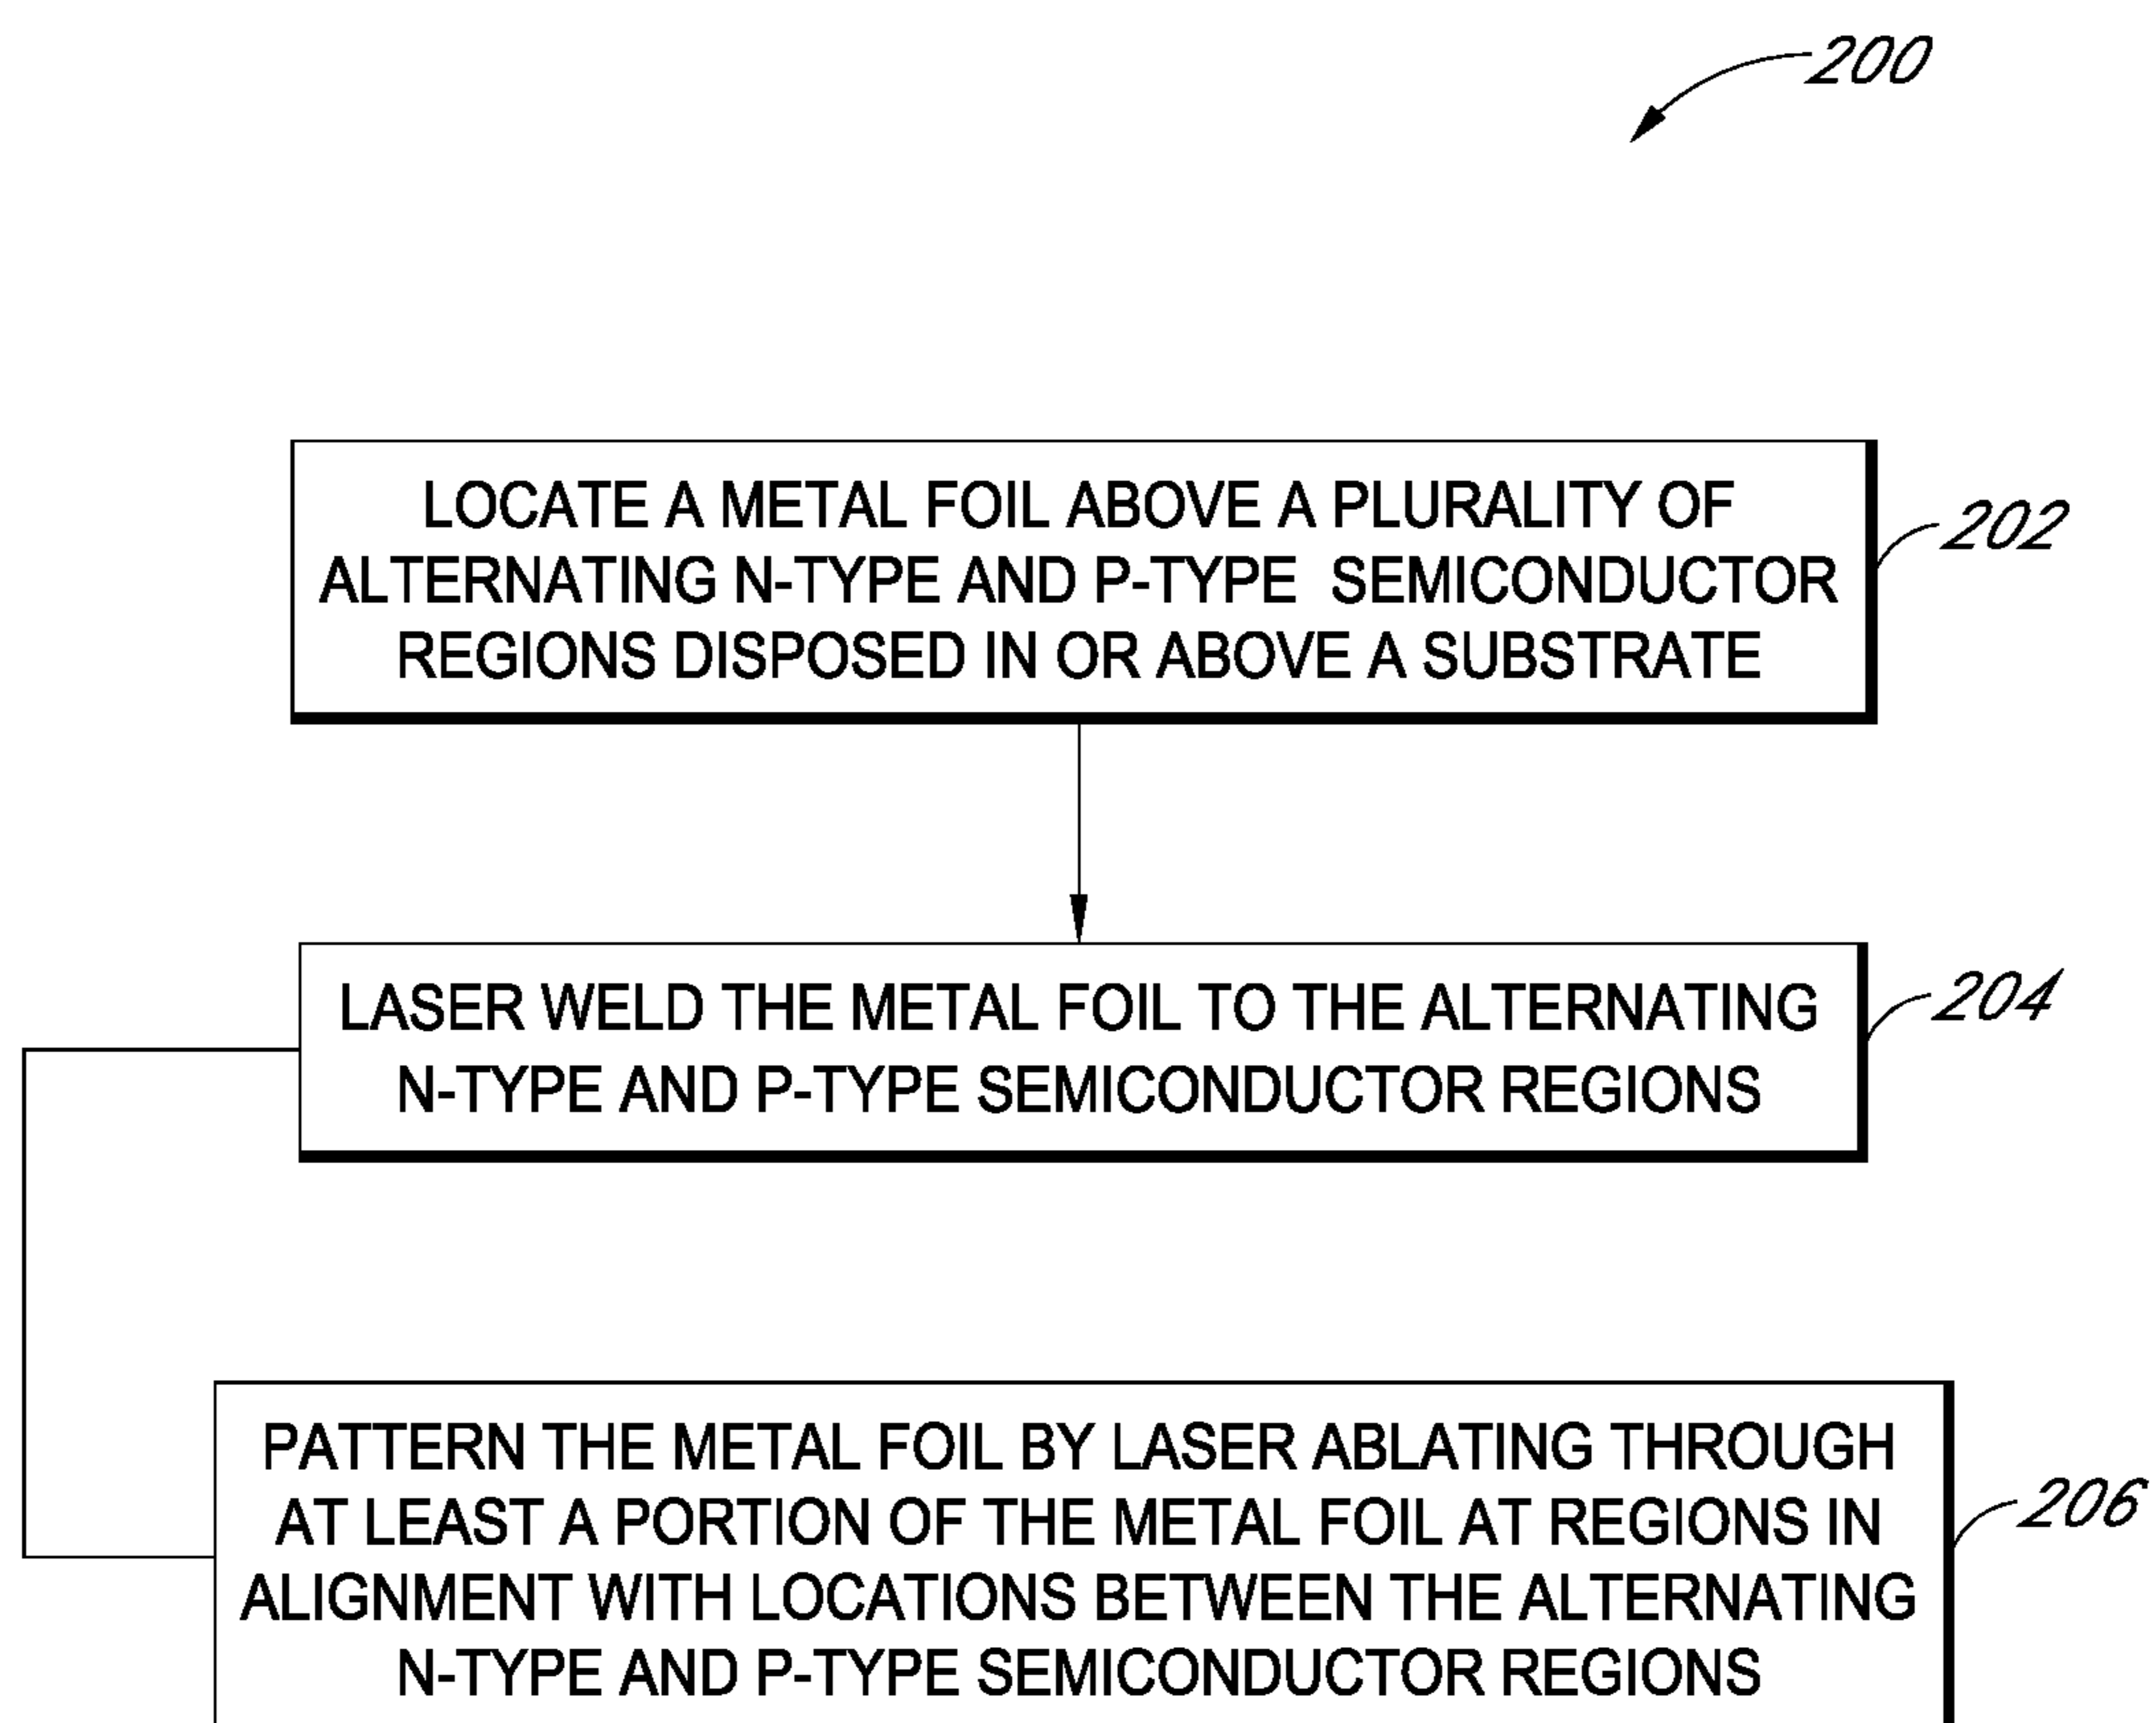 200
LOCATE A METAL FOIL ABOVE A PLURALITY OF
ALTERNATING N-TYPE AND P-TYPE SEMICONDUCTOR
REGIONS DISPOSED IN OR ABOVE A SUBSTRATE
202
LASER WELD THE METAL FOIL TO THE ALTERNATING
N-TYPE AND P-TYPE SEMICONDUCTOR REGIONS
204
PATTERN THE METAL FOIL BY LASER ABLATING THROUGH
AT LEAST A PORTION OF THE METAL FOIL AT REGIONS IN
ALIGNMENT WITH LOCATIONS BETWEEN THE ALTERNATING
N-TYPE AND P-TYPE SEMICONDUCTOR REGIONS
206